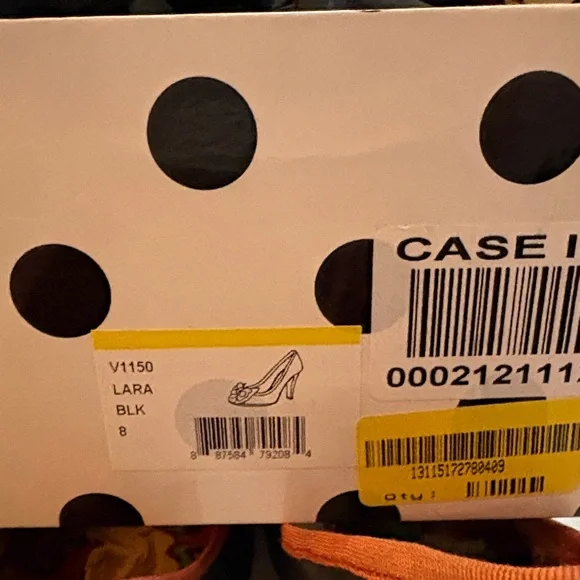 CASE I
000212111
V1150
LARA
BLK
8
8 87584 79208 4
13115172780409
Qty: